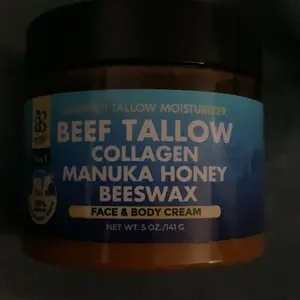 TALLOW MOISTURIZER
BEEF TALLOW
COLLAGEN
MANUKA HONEY
BEESWAX
FACE & BODY CREAM
NET WT. 5 OZ./141 G